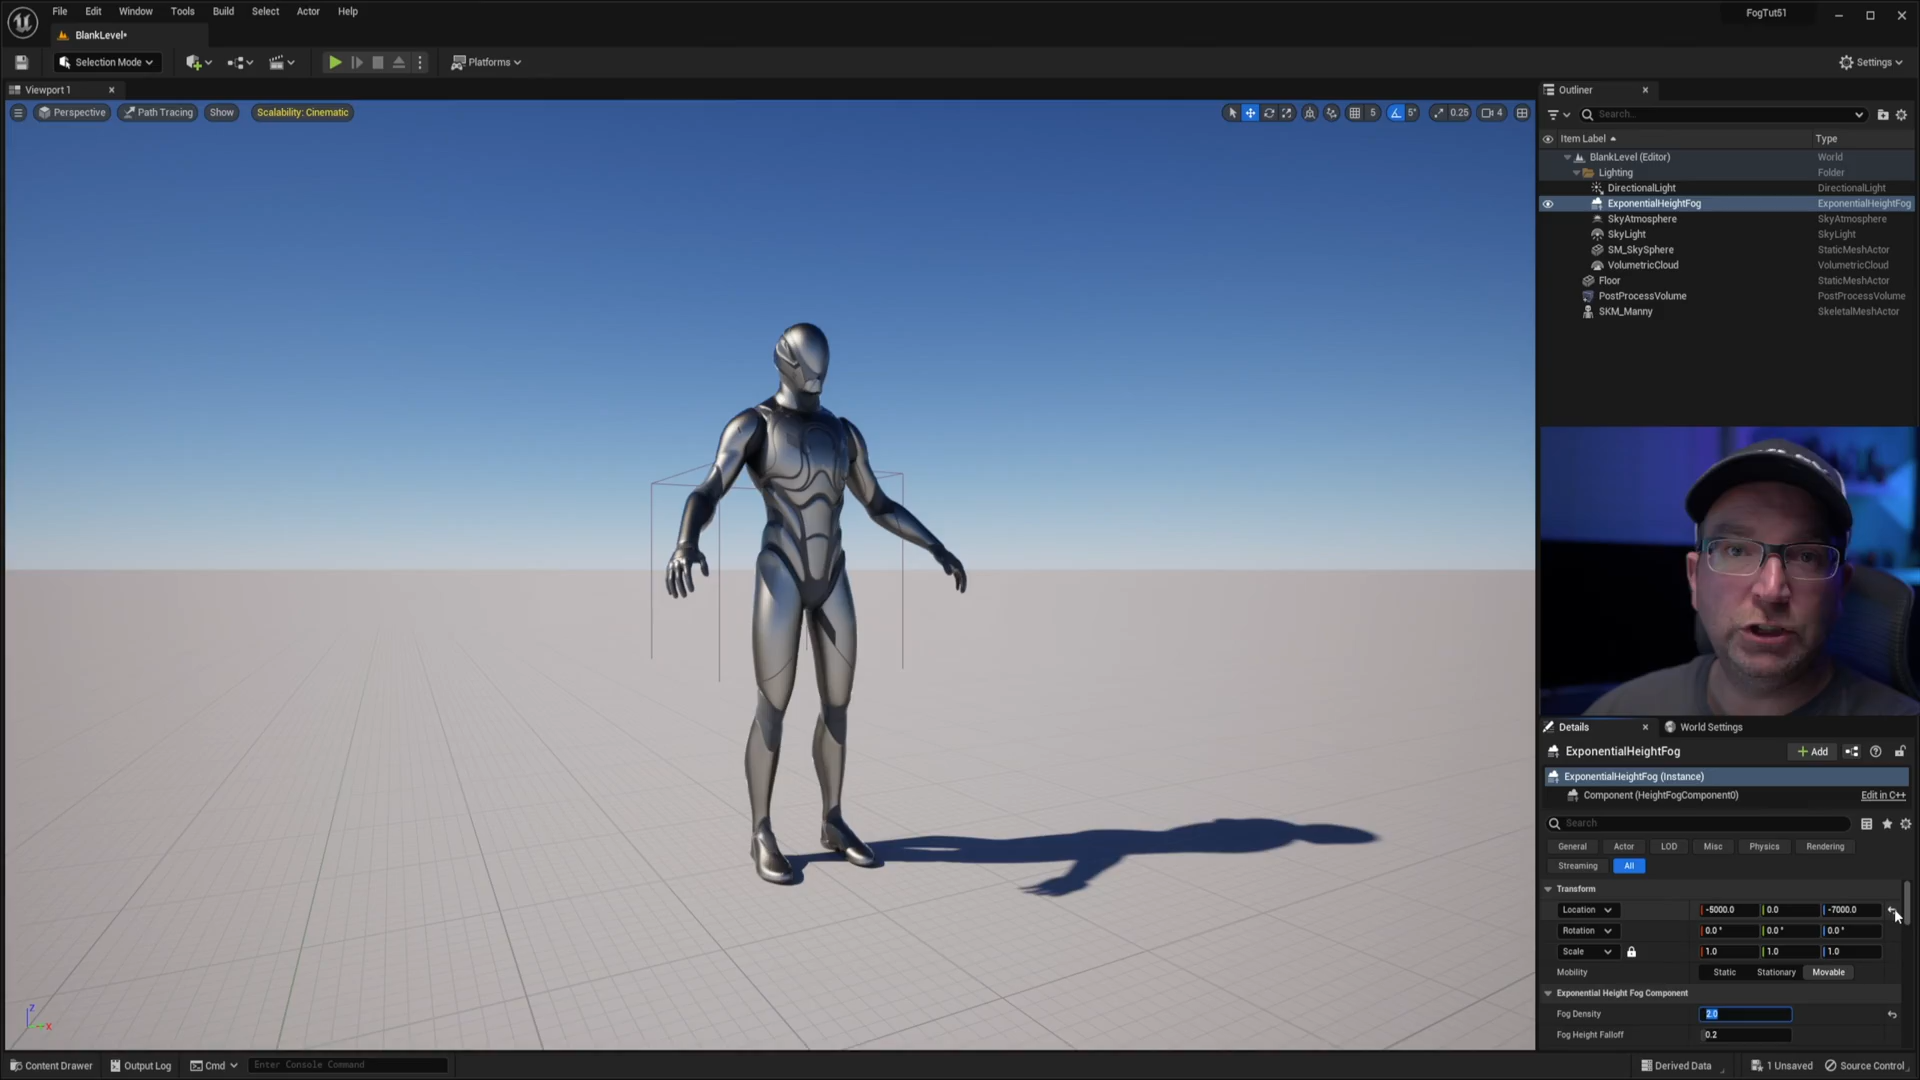 File Edit Window Tools Build Select Actor Help
FogTut51
BlankLevel*
Selection Mode
Platforms
Settings
Viewport 1
Outliner
Perspective Path Tracing Show Scalability: Cinematic
5 5° 0.25 4
Search...
Item Label Type
BlankLevel (Editor) World
Lighting Folder
DirectionalLight DirectionalLight
ExponentialHeightFog ExponentialHeightFog
SkyAtmosphere SkyAtmosphere
SkyLight SkyLight
SM_SkySphere StaticMeshActor
VolumetricCloud VolumetricCloud
Floor StaticMeshActor
PostProcessVolume PostProcessVolume
SKM_Manny SkeletalMeshActor
Details World Settings
ExponentialHeightFog Add
ExponentialHeightFog (Instance)
Component (HeightFogComponent0) Edit in C++
Search
General Actor LOD Misc Physics Rendering
Streaming All
Transform
Location -5000.0 0.0 -7000.0
Rotation 0.0° 0.0° 0.0°
Scale 1.0 1.0 1.0
Mobility Static Stationary Movable
Exponential Height Fog Component
Fog Density 2.0
Fog Height Falloff 0.2
Z
X
Content Drawer Output Log Cmd Enter Console Command Derived Data 1 Unsaved Source Control